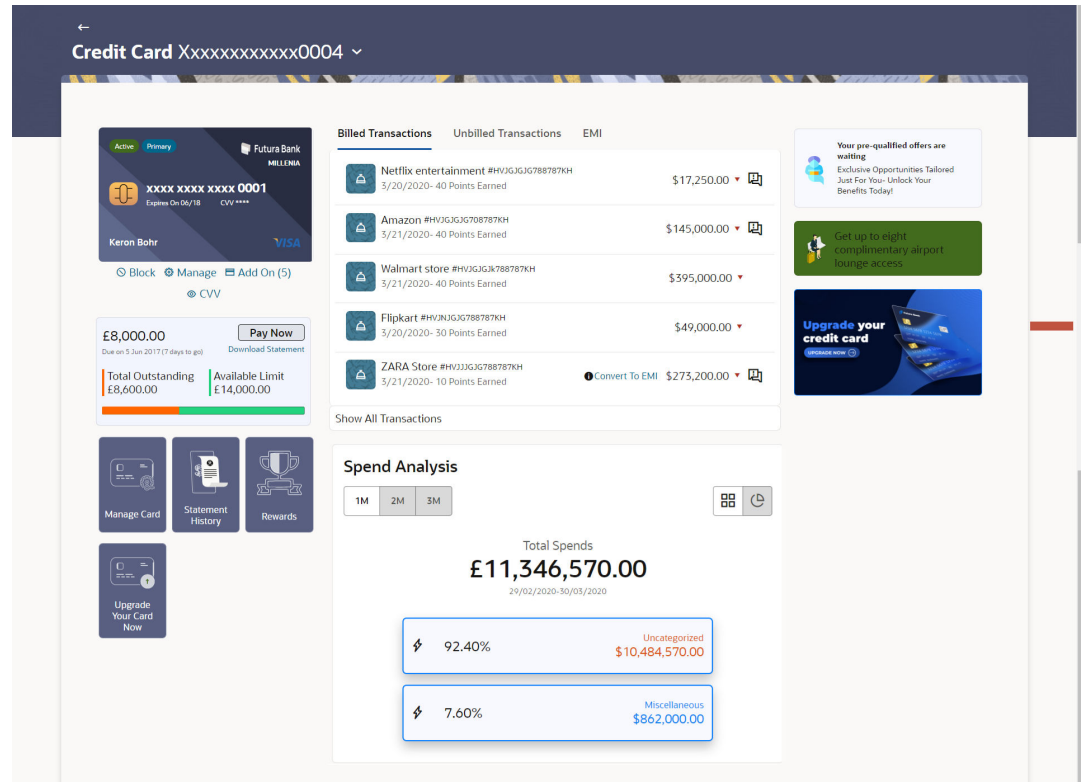 Credit Card Xxxxxxxxxxxx0004
Active Primary
Futura Bank
MILLENIA
xxxx xxxx xxxx 0001
Expires On 06/18 CVV ****
Keron Bohr
VISA
Block Manage Add On (5)
CVV
£8,000.00
Pay Now
Due on 5 Jun 2017 (7 days to go)
Download Statement
Total Outstanding
£8,600.00
Available Limit
£14,000.00
Manage Card
Statement
History
Rewards
Upgrade
Your Card
Now
Billed Transactions Unbilled Transactions EMI
Netflix entertainment #HVJGJGJG788787KH
3/20/2020- 40 Points Earned
$17,250.00
Amazon #HVJGJGJG708787KH
3/21/2020- 40 Points Earned
$145,000.00
Walmart store #HVJGJGJk788787KH
3/21/2020- 40 Points Earned
$395,000.00
Flipkart #HVJNJGJG788787KH
3/20/2020- 30 Points Earned
$49,000.00
ZARA Store #HVJJJGJG788787KH
3/21/2020- 10 Points Earned
Convert To EMI $273,200.00
Show All Transactions
Spend Analysis
1M 2M 3M
Total Spends
£11,346,570.00
29/02/2020-30/03/2020
92.40%
Uncategorized
$10,484,570.00
7.60%
Miscellaneous
$862,000.00
Your pre-qualified offers are
waiting
Exclusive Opportunities Tailored
Just For You- Unlock Your
Benefits Today!
Get up to eight
complimentary airport
lounge access
Upgrade your
credit card
UPGRADE NOW